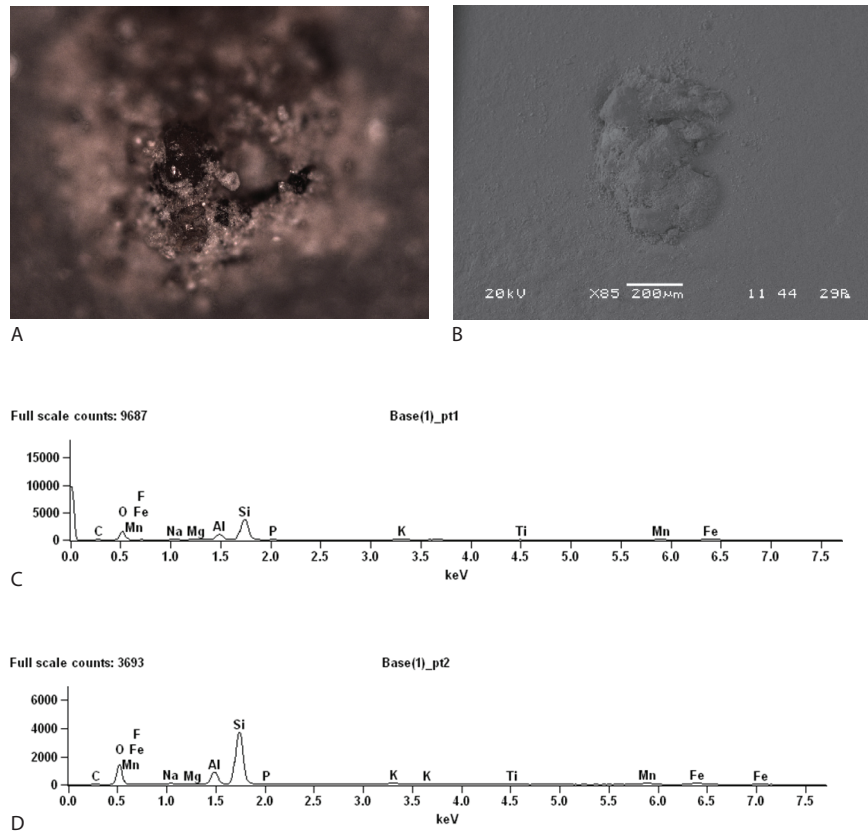 20kV X85 200µm 11 44 29Pa
A
B
Full scale counts: 9687 Base(1)_pt1
15000
10000
F
O Fe Si
5000 Mn Al
C Na Mg P K Ti Mn Fe
0
0.0 0.5 1.0 1.5 2.0 2.5 3.0 3.5 4.0 4.5 5.0 5.5 6.0 6.5 7.0 7.5
keV
C
Full scale counts: 3693 Base(1)_pt2
6000
4000 Si
F
O Fe
2000 Mn Al
C Na Mg P K K Ti Mn Fe Fe
0
0.0 0.5 1.0 1.5 2.0 2.5 3.0 3.5 4.0 4.5 5.0 5.5 6.0 6.5 7.0 7.5
keV
D